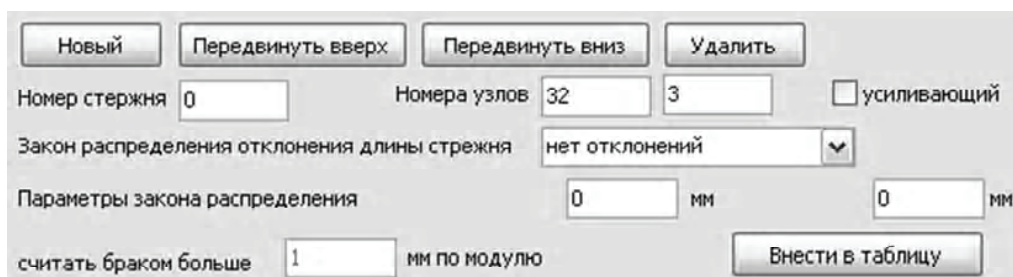 Новый Передвинуть вверх Передвинуть вниз Удалить
Номер стержня 0 Номера узлов 32 3 усиливающий
Закон распределения отклонения длины стрежня нет отклонений
Параметры закона распределения 0 мм 0 мм
считать браком больше 1 мм по модулю Внести в таблицу